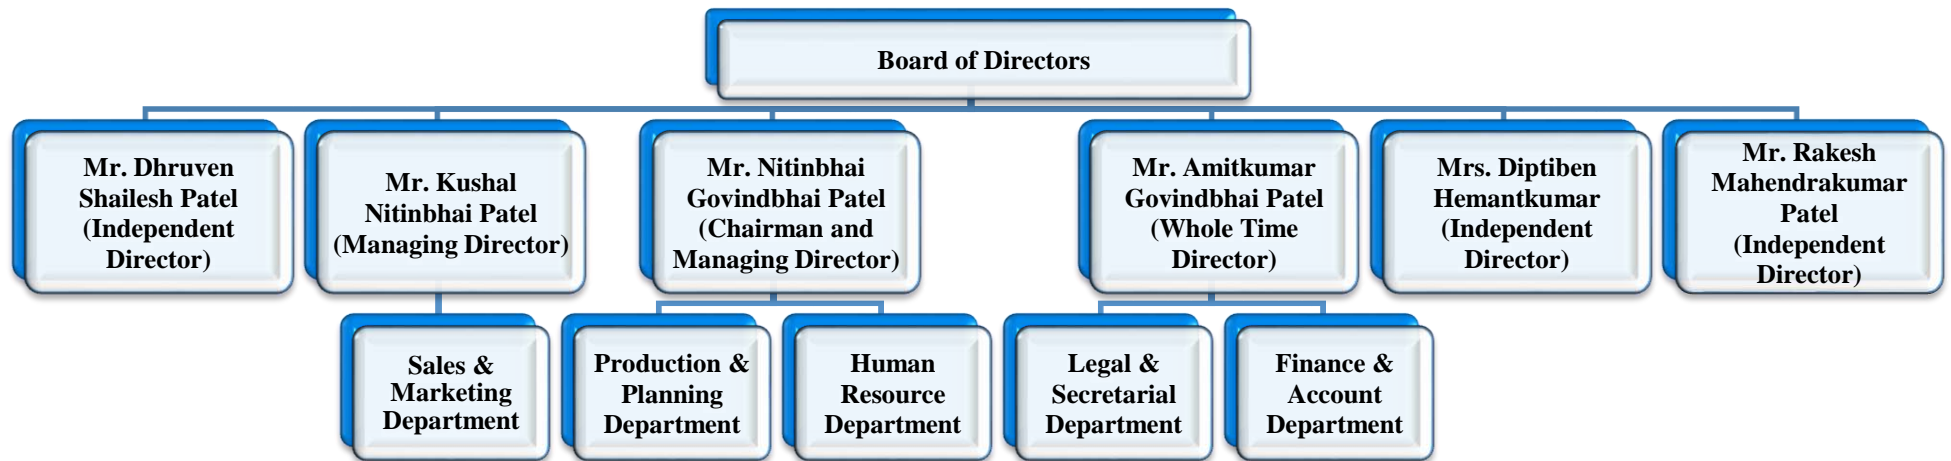 Board of Directors
Mr. Dhruven
Shailesh Patel
(Independent
Director)
Mr. Kushal
Nitinbhai Patel
(Managing Director)
Mr. Nitinbhai
Govindbhai Patel
(Chairman and
Managing Director)
Mr. Amitkumar
Govindbhai Patel
(Whole Time
Director)
Mrs. Diptiben
Hemantkumar
(Independent
Director)
Mr. Rakesh
Mahendrakumar
Patel
(Independent
Director)
Sales &
Marketing
Department
Production &
Planning
Department
Human
Resource
Department
Legal &
Secretarial
Department
Finance &
Account
Department